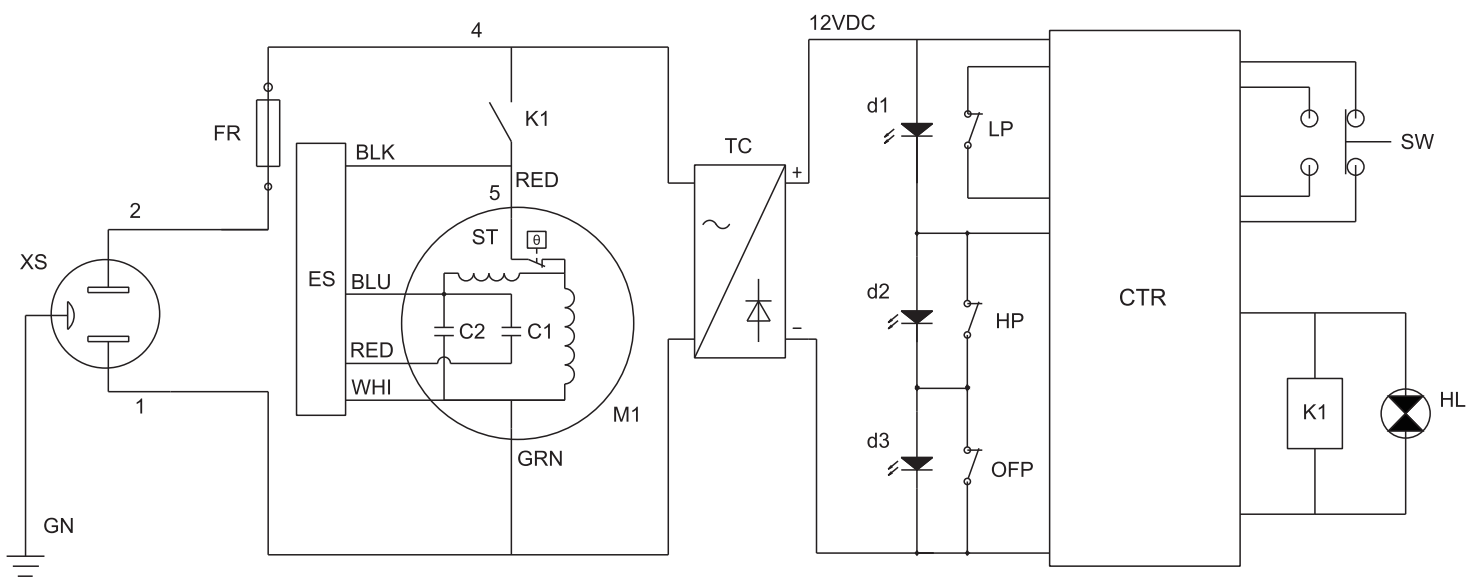 4
12VDC
d1
LP
SW
FR
K1
TC
BLK
RED
+
2
5
ST
θ
XS
ES
BLU
d2
HP
CTR
C2
C1
−
RED
WHI
1
M1
K1
HL
GRN
d3
OFP
GN